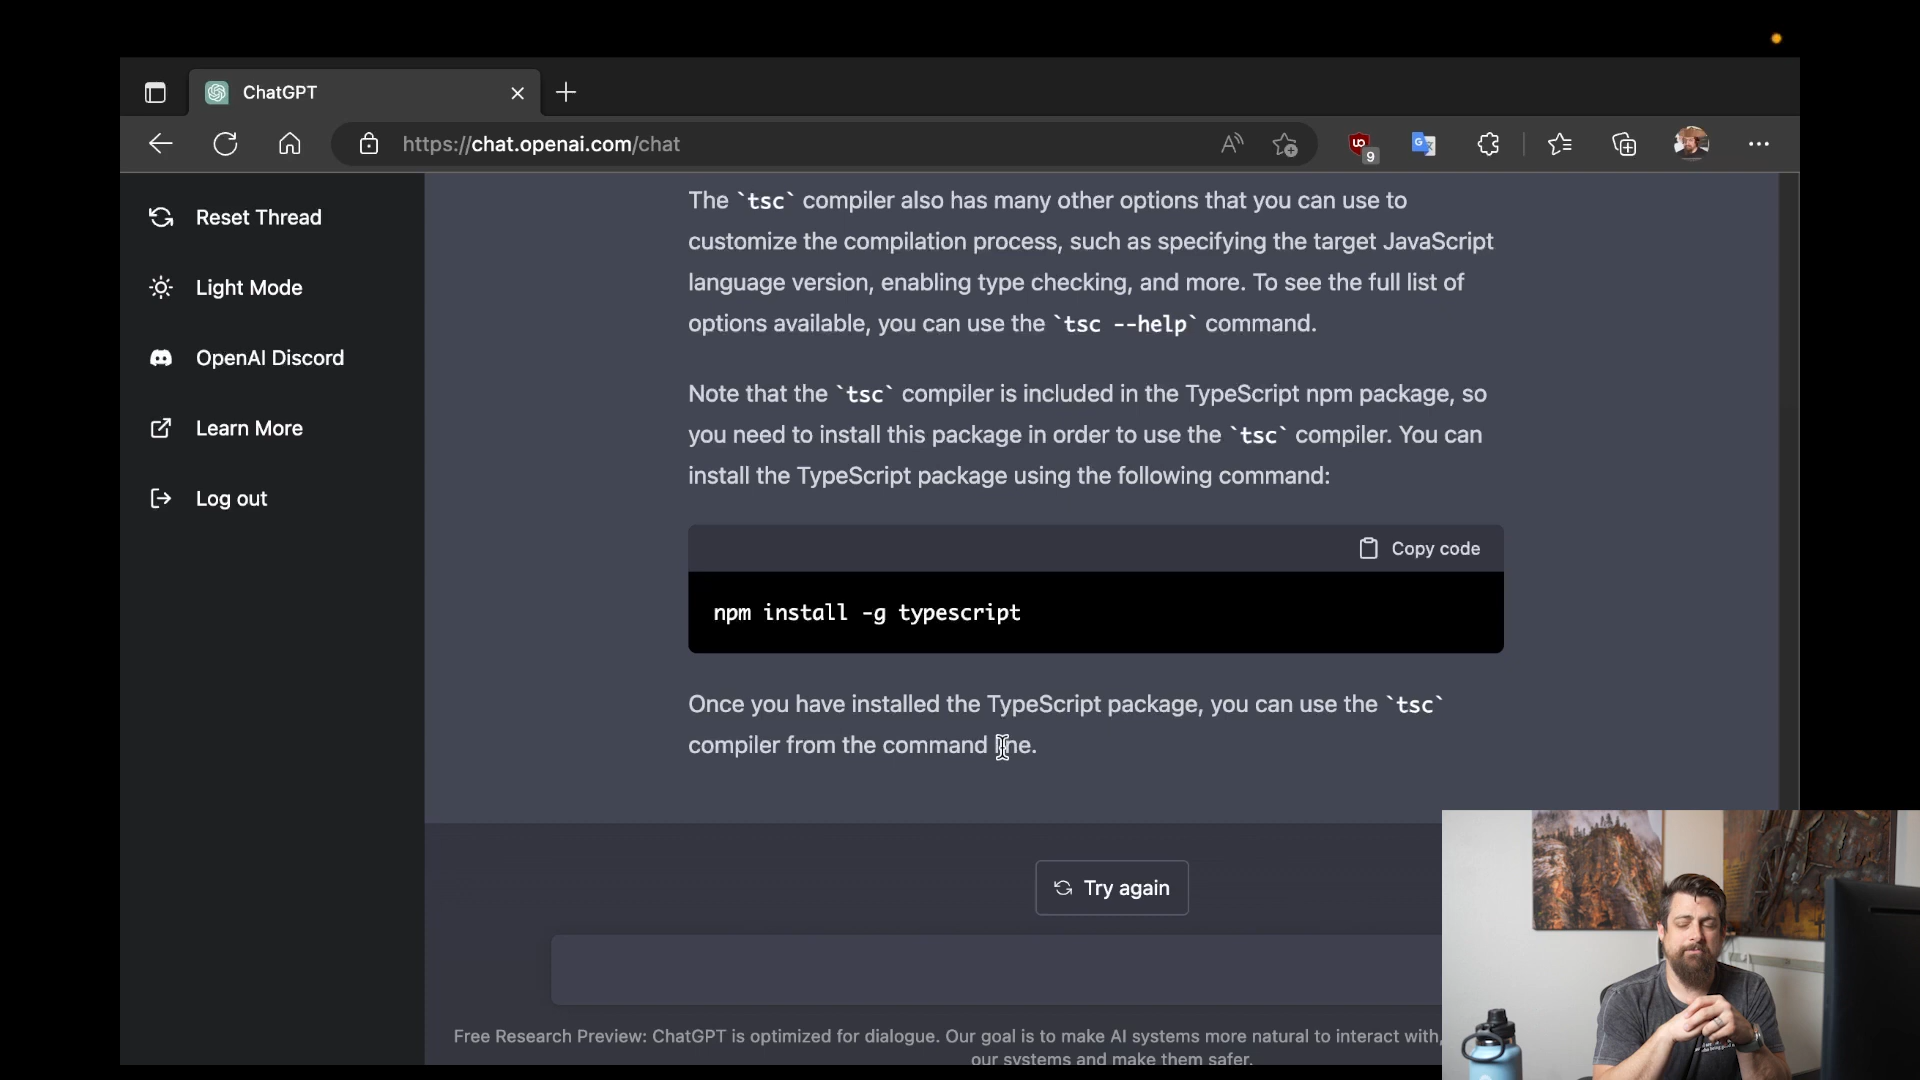 ChatGPT
https://chat.openai.com/chat
9
Reset Thread
Light Mode
OpenAI Discord
Learn More
Log out
The `tsc` compiler also has many other options that you can use to
customize the compilation process, such as specifying the target JavaScript
language version, enabling type checking, and more. To see the full list of
options available, you can use the `tsc --help` command.
Note that the `tsc` compiler is included in the TypeScript npm package, so
you need to install this package in order to use the `tsc` compiler. You can
install the TypeScript package using the following command:
Copy code
npm install -g typescript
Once you have installed the TypeScript package, you can use the `tsc`
compiler from the command line.
Try again
Free Research Preview: ChatGPT is optimized for dialogue. Our goal is to make AI systems more natural to interact with,
our systems and make them safer.